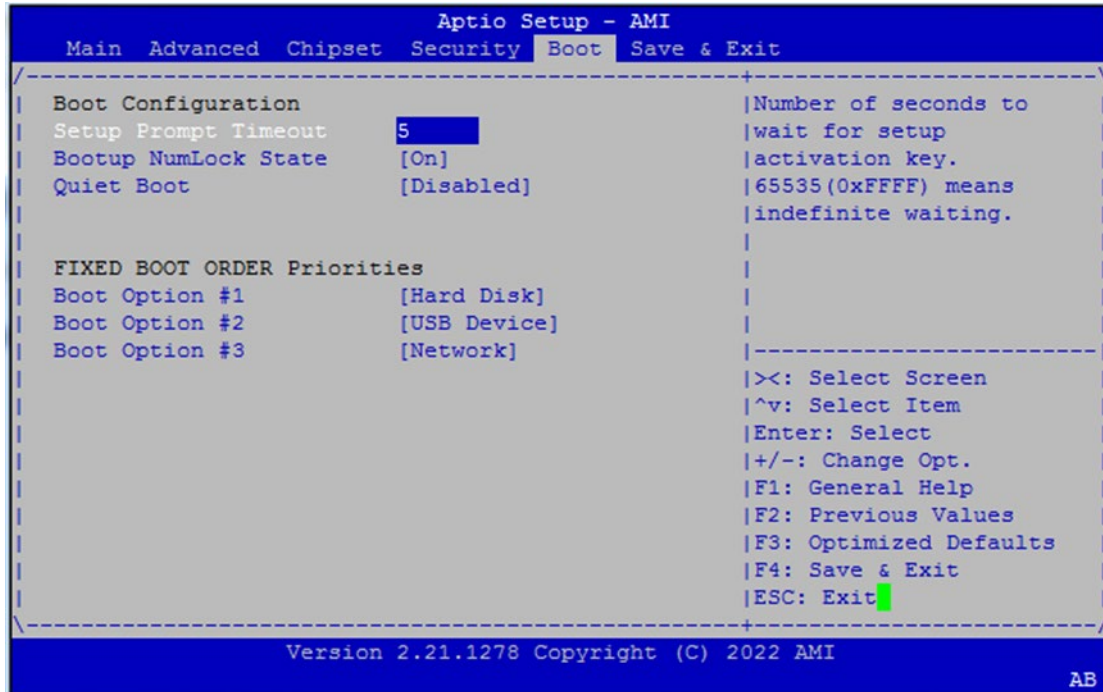 Aptio Setup - AMI
Main Advanced Chipset Security Boot Save & Exit
Boot Configuration
Setup Prompt Timeout 5
Bootup NumLock State [On]
Quiet Boot [Disabled]
FIXED BOOT ORDER Priorities
Boot Option #1 [Hard Disk]
Boot Option #2 [USB Device]
Boot Option #3 [Network]
Number of seconds to
wait for setup
activation key.
65535(0xFFFF) means
indefinite waiting.
><: Select Screen
^v: Select Item
Enter: Select
+/-: Change Opt.
F1: General Help
F2: Previous Values
F3: Optimized Defaults
F4: Save & Exit
ESC: Exit
Version 2.21.1278 Copyright (C) 2022 AMI
AB